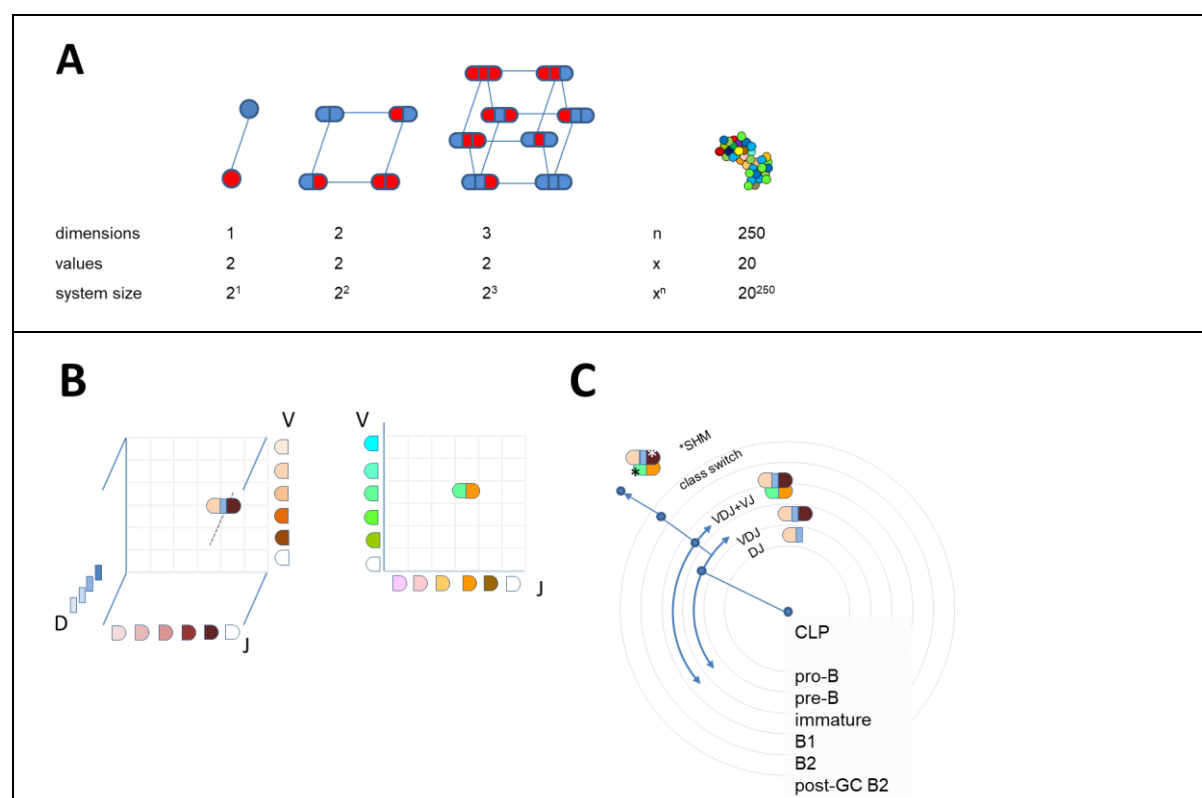 A
dimensions 1 2 3 n 250
values 2 2 2 x 20
system size 2¹ 2² 2³ xⁿ 20²⁵⁰
B
V
D
J
V
J
C
*SHM
class switch
VDJ+VJ
VDJ
DJ
*
*
CLP
pro-B
pre-B
immature
B1
B2
post-GC B2